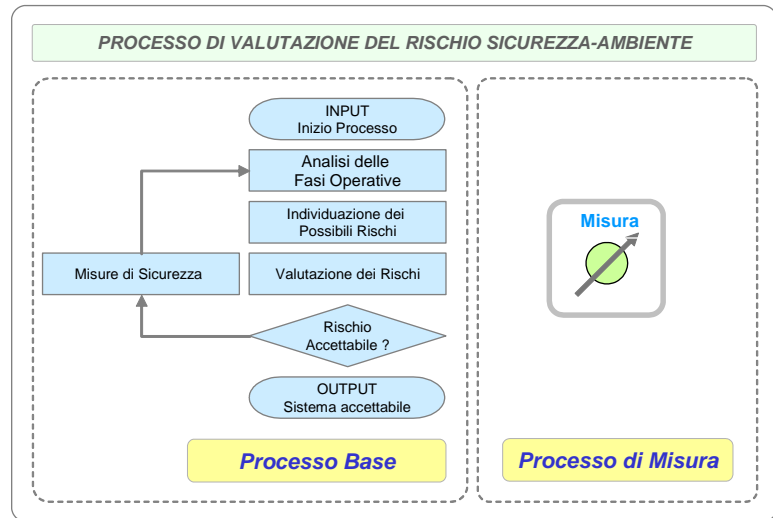 PROCESSO DI VALUTAZIONE DEL RISCHIO SICUREZZA-AMBIENTE
INPUT
Inizio Processo
Analisi delle
Fasi Operative
Individuazione dei
Possibili Rischi
Misure di Sicurezza
Valutazione dei Rischi
Rischio
Accettabile ?
OUTPUT
Sistema accettabile
Processo Base
Misura
Processo di Misura